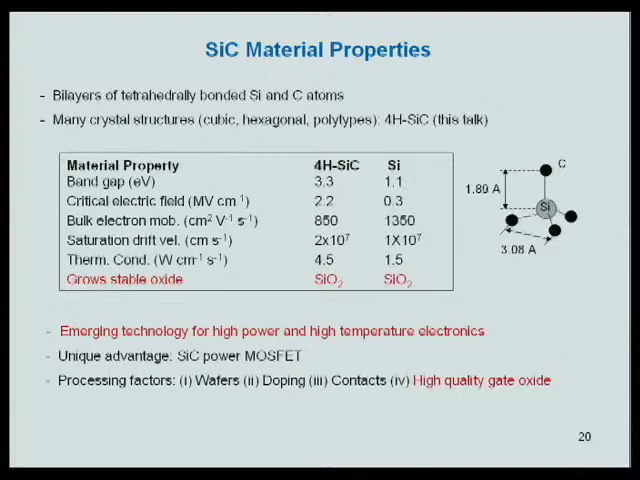 SiC Material Properties
- Bilayers of tetrahedrally bonded Si and C atoms
- Many crystal structures (cubic, hexagonal, polytypes): 4H-SiC (this talk)
Material Property 4H-SiC Si
Band gap (eV) 3.3 1.1
Critical electric field (MV cm⁻¹) 2.2 0.3
Bulk electron mob. (cm² V⁻¹ s⁻¹) 850 1350
Saturation drift vel. (cm s⁻¹) 2x10⁷ 1X10⁷
Therm. Cond. (W cm⁻¹ s⁻¹) 4.5 1.5
Grows stable oxide SiO₂ SiO₂
C
1.89 A
Si
3.08 A
- Emerging technology for high power and high temperature electronics
- Unique advantage: SiC power MOSFET
- Processing factors: (i) Wafers (ii) Doping (iii) Contacts (iv) High quality gate oxide
20